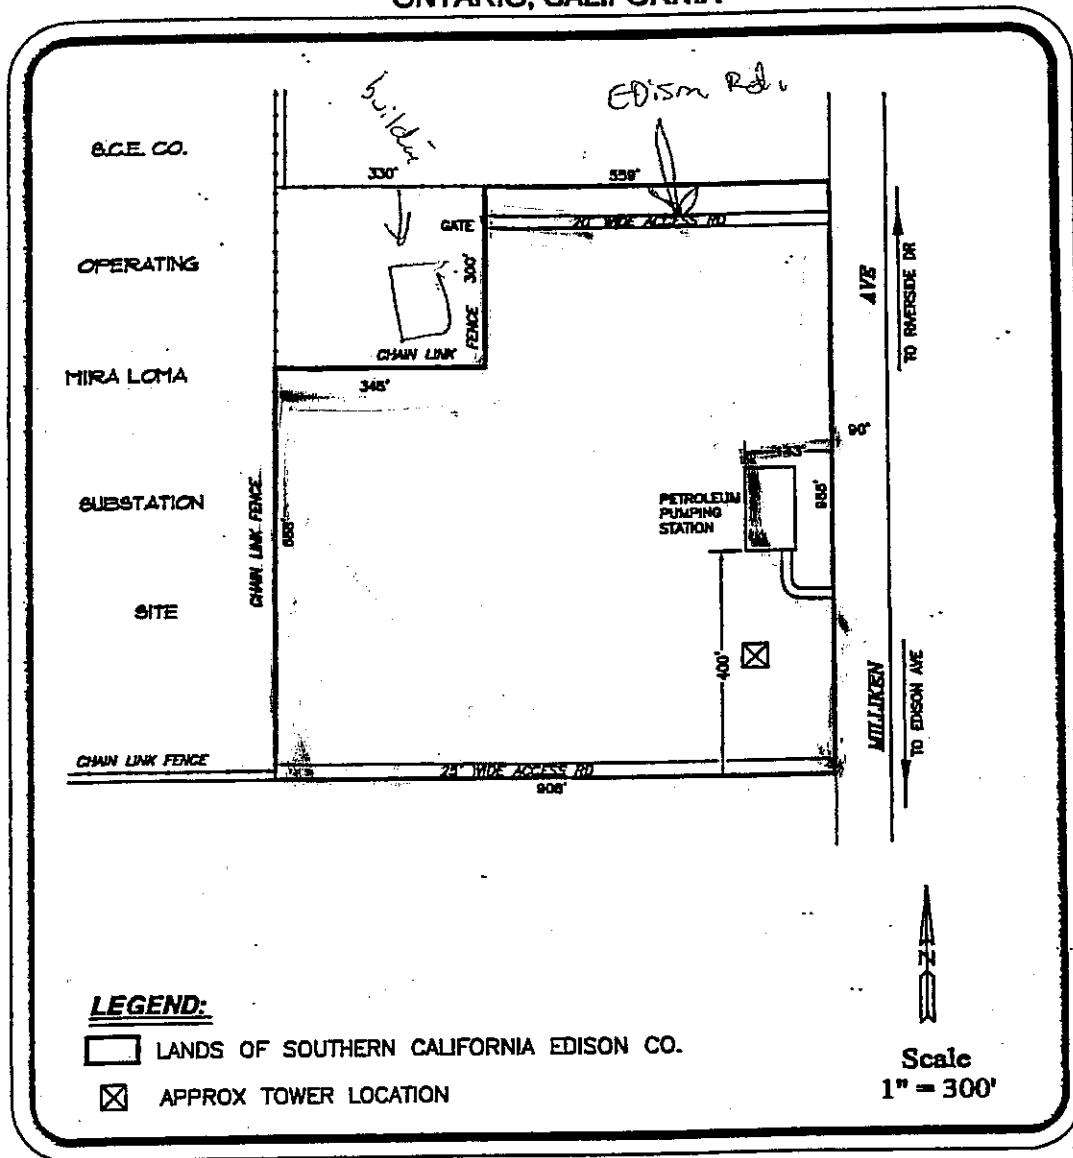 ONTARIO, CALIFORNIA
Edison Rd.
S.C.E. CO.
330'
559'
GATE
20' WIDE ACCESS RD
OPERATING
300'
FENCE
CHAIN LINK
AVE
TO RIVERSIDE DR
MIRA LOMA
345'
90°
SUBSTATION
CHAIN LINK FENCE
PETROLEUM
PUMPING
STATION
SITE
400'
MILLIKEN
TO EDISON AVE
CHAIN LINK FENCE
25' WIDE ACCESS RD
N
LEGEND:
LANDS OF SOUTHERN CALIFORNIA EDISON CO.
APPROX TOWER LOCATION
Scale
1" = 300'